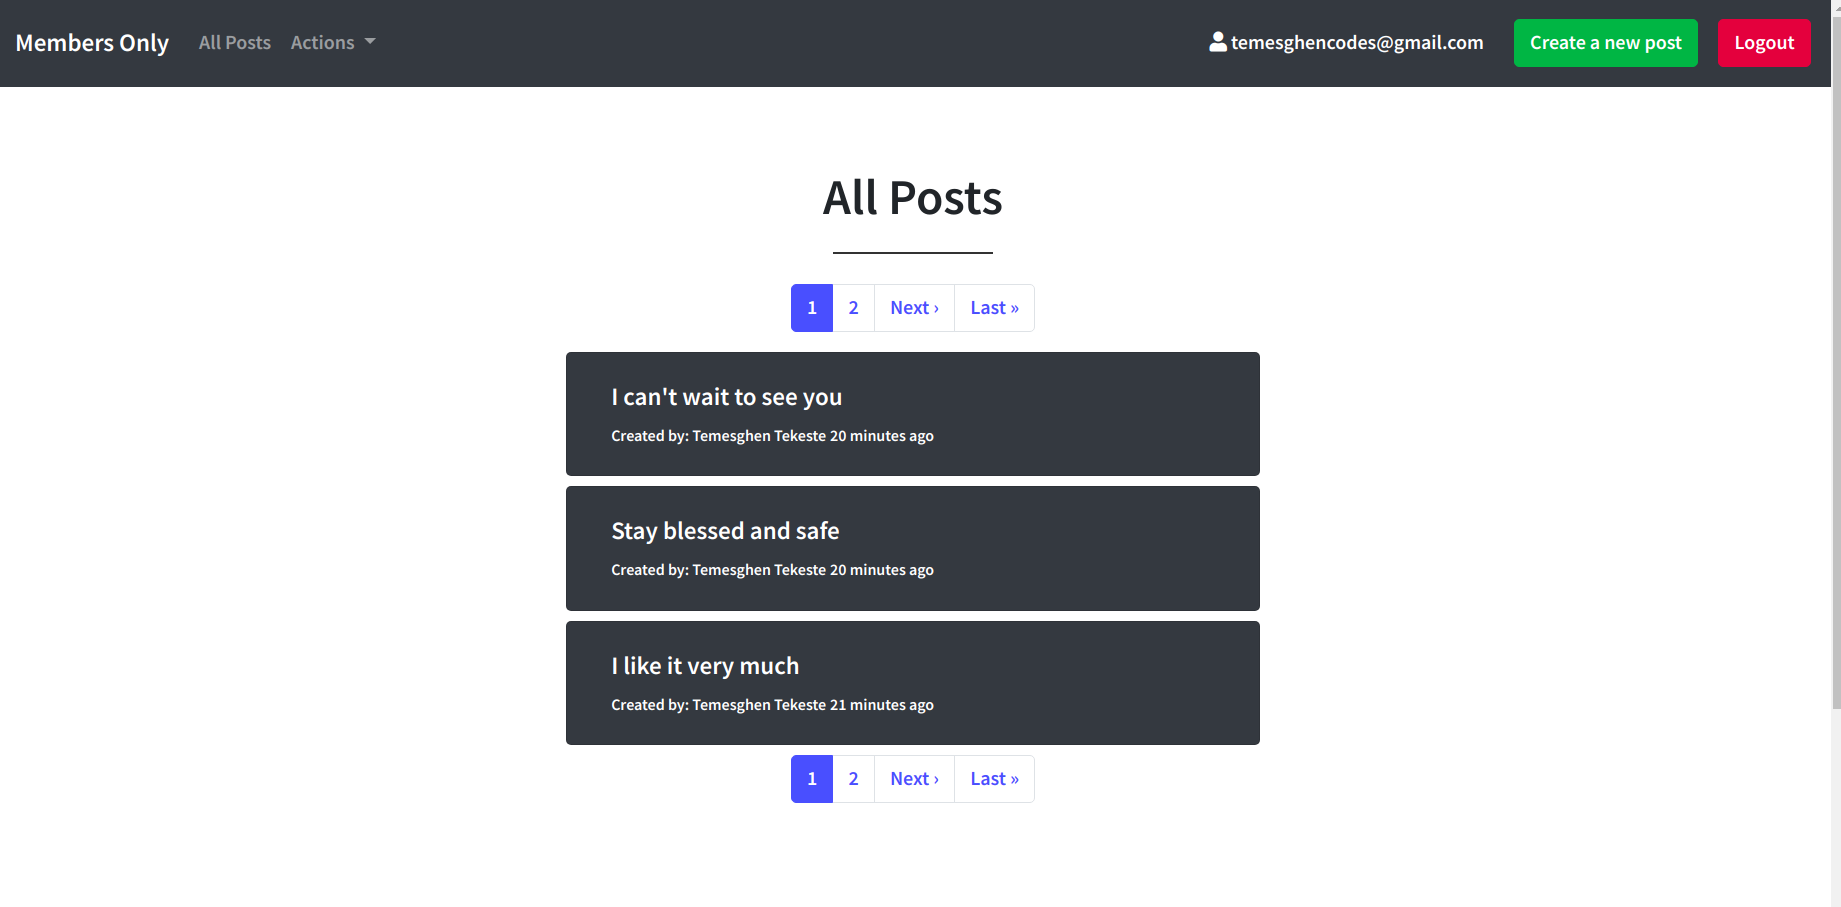 Members Only All Posts Actions temesghencodes@gmail.com Create a new post Logout
All Posts
1 2 Next › Last »
I can't wait to see you
Created by: Temesghen Tekeste 20 minutes ago
Stay blessed and safe
Created by: Temesghen Tekeste 20 minutes ago
I like it very much
Created by: Temesghen Tekeste 21 minutes ago
1 2 Next › Last »